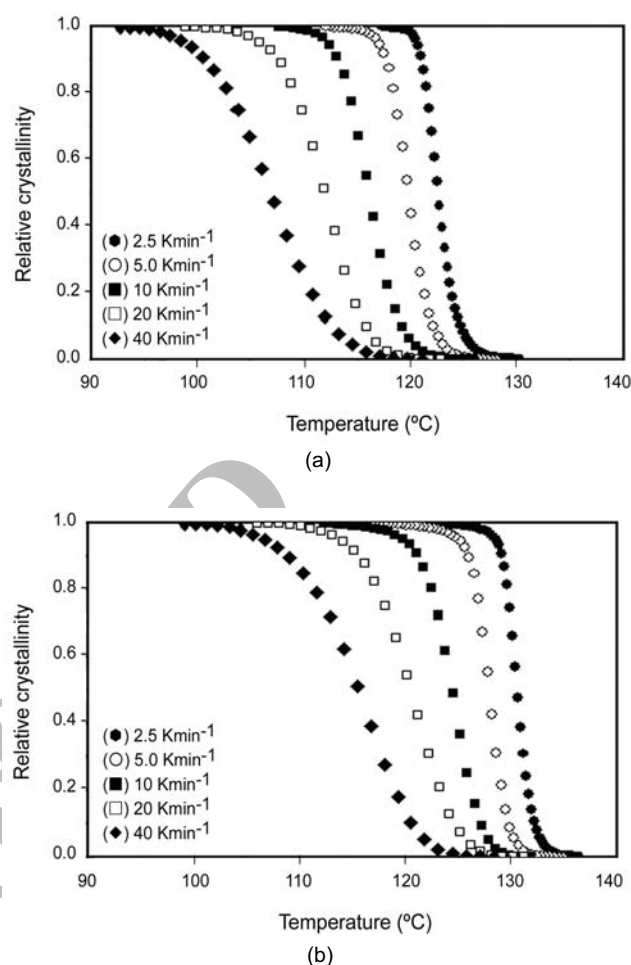 1.0
0.8
0.6
0.4
0.2
0.0
Relative crystallinity
(⬣) 2.5 Kmin⁻¹
(○) 5.0 Kmin⁻¹
(■) 10 Kmin⁻¹
(□) 20 Kmin⁻¹
(◆) 40 Kmin⁻¹
90 100 110 120 130 140
Temperature (ºC)
(a)
1.0
0.8
0.6
0.4
0.2
0.0
Relative crystallinity
(⬣) 2.5 Kmin⁻¹
(○) 5.0 Kmin⁻¹
(■) 10 Kmin⁻¹
(□) 20 Kmin⁻¹
(◆) 40 Kmin⁻¹
90 100 110 120 130 140
Temperature (ºC)
(b)